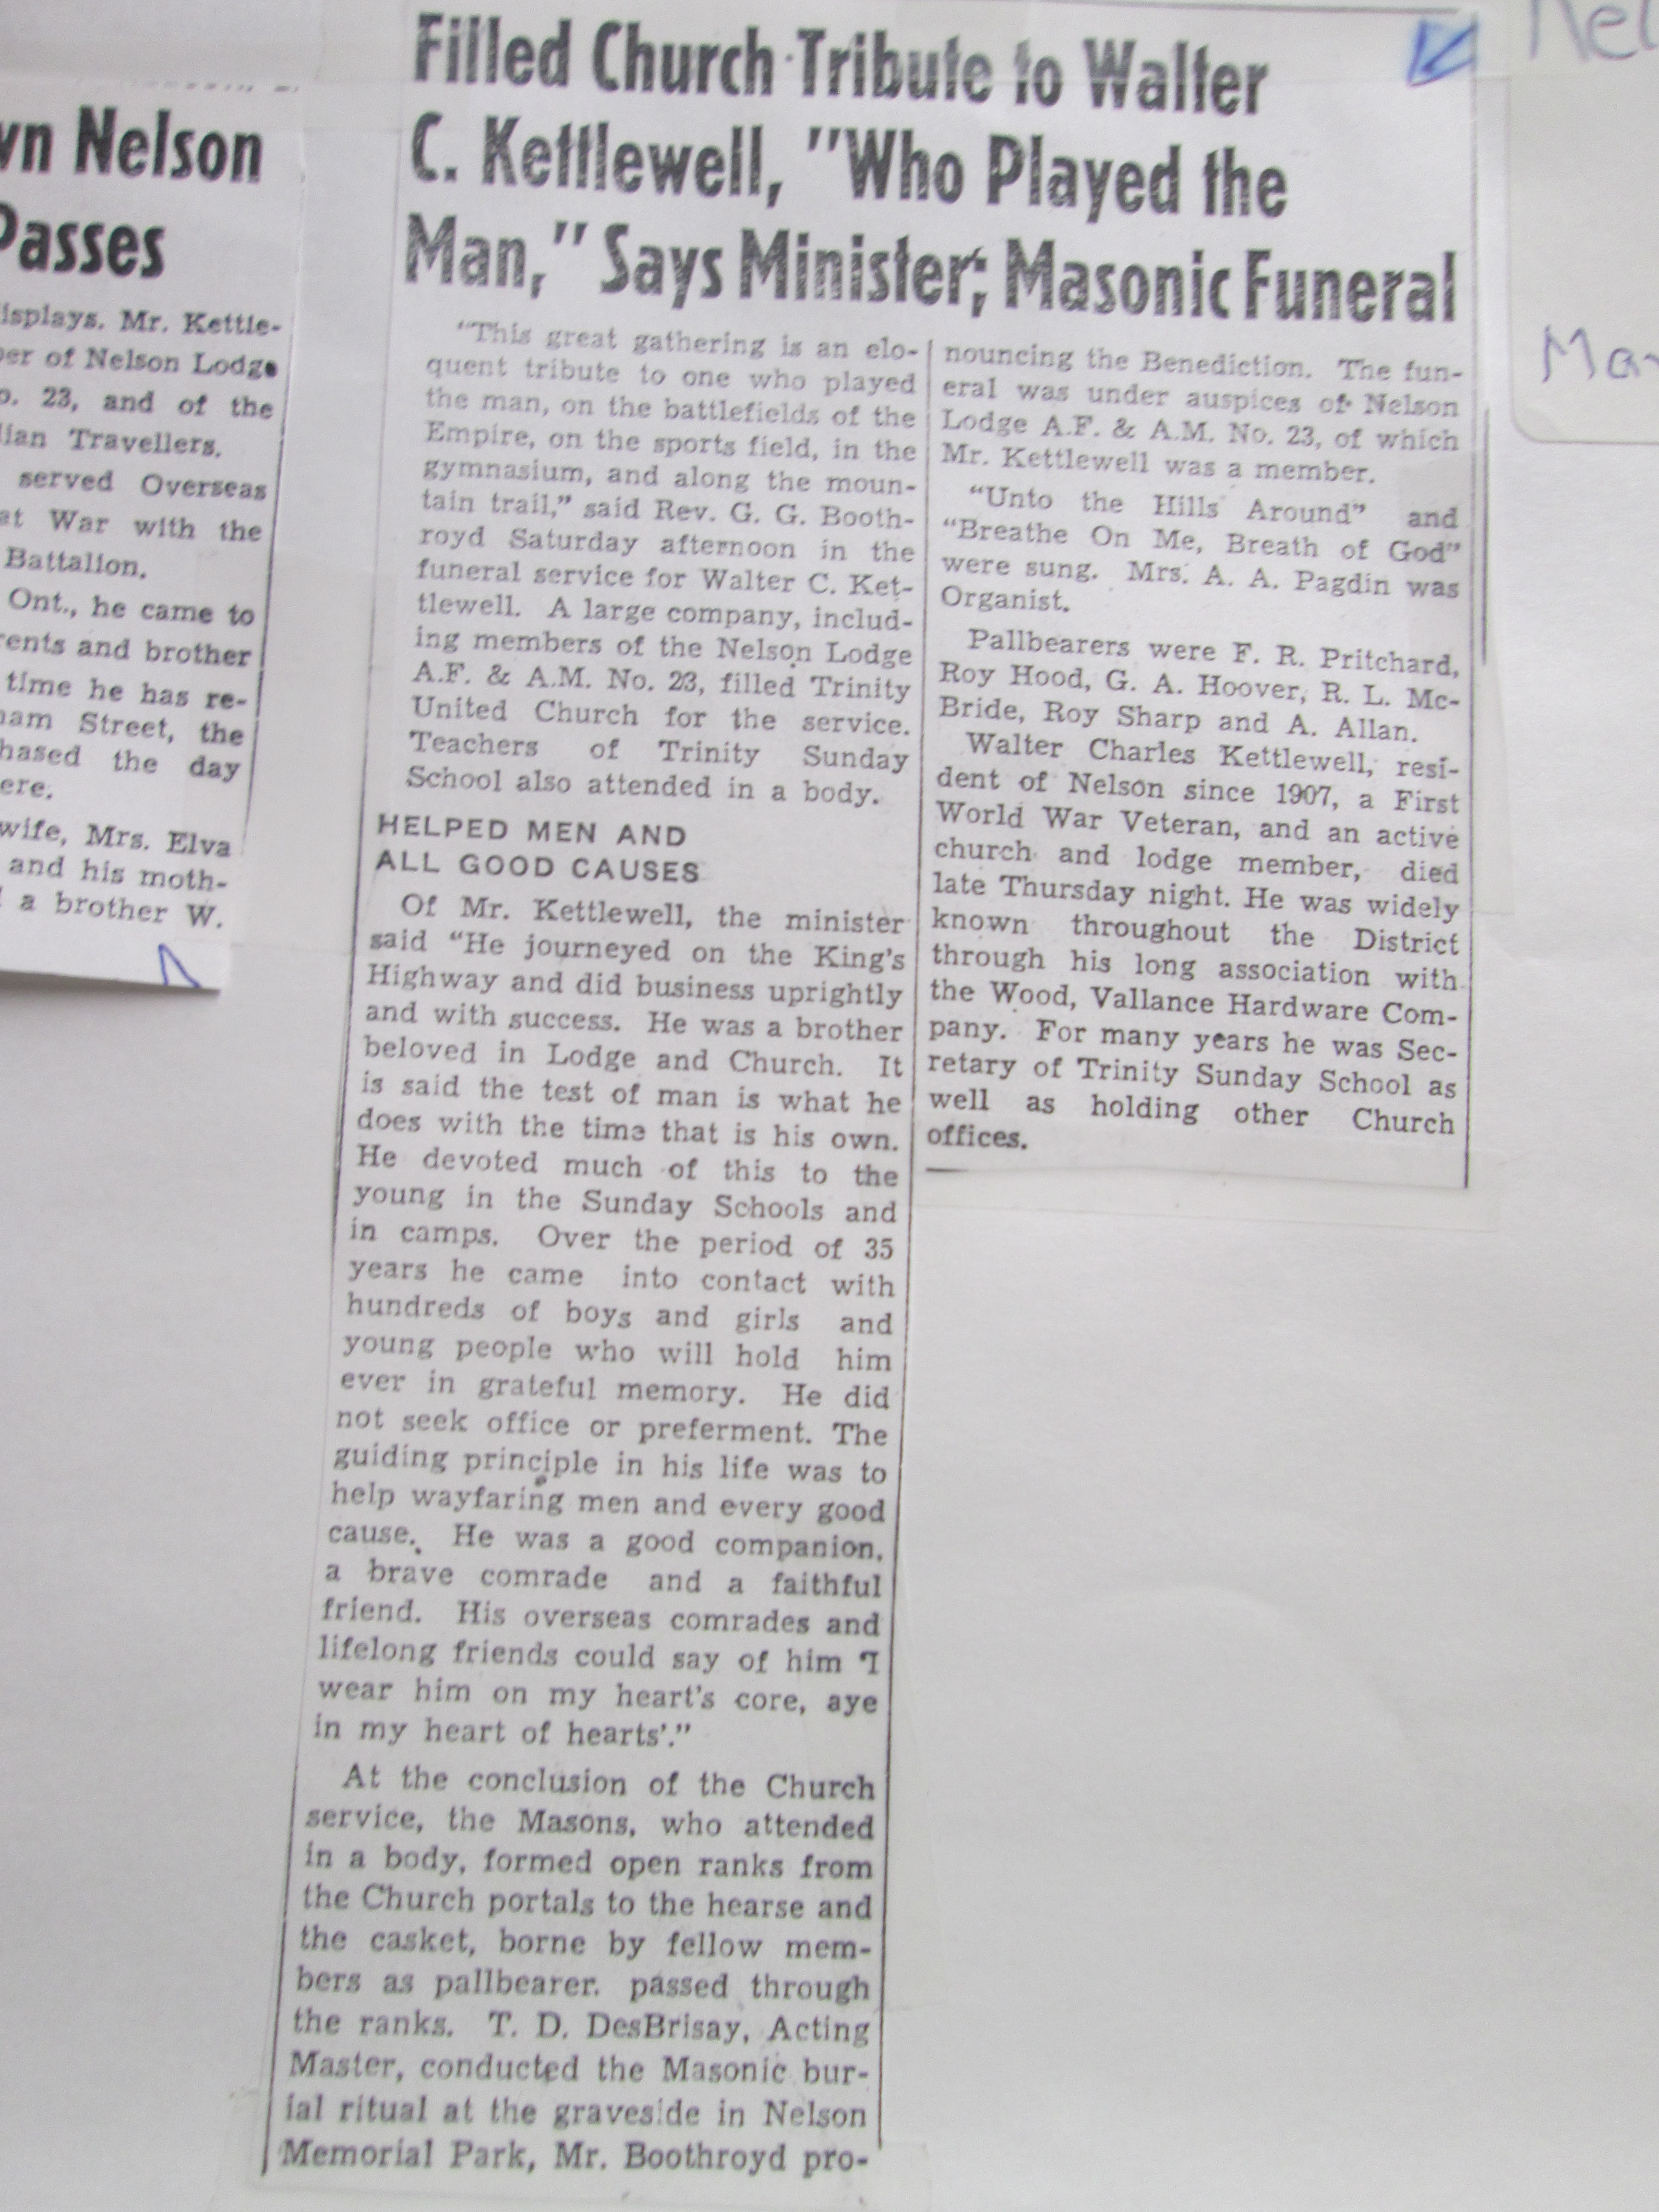 wn Nelson
Passes
isplays. Mr. Kettle-
er of Nelson Lodge
23, and of the
Travellers.
served Overseas
at War with the
Battalion.
Ont., he came to
ents and brother
time he has re-
Street, the
hased the day
ere.
wife, Mrs. Elva
and his moth-
a brother W.
Filled Church Tribute to Walter
C. Kettlewell, "Who Played the
Man," Says Minister; Masonic Funeral
"This great gathering is an elo-
quent tribute to one who played
the man, on the battlefields of the
Empire, on the sports field, in the
gymnasium, and along the moun-
tain trail," said Rev. G. G. Booth-
royd Saturday afternoon in the
funeral service for Walter C. Ket-
tlewell. A large company, includ-
ing members of the Nelson Lodge
A.F. & A.M. No. 23, filled Trinity
United Church for the service.
Teachers of Trinity Sunday
School also attended in a body.
HELPED MEN AND
ALL GOOD CAUSES
Of Mr. Kettlewell, the minister
said "He journeyed on the King's
Highway and did business uprightly
and with success. He was a brother
beloved in Lodge and Church. It
is said the test of man is what he
does with the time that is his own.
He devoted much of this to the
young in the Sunday Schools and
in camps. Over the period of 35
years he came into contact with
hundreds of boys and girls and
young people who will hold him
ever in grateful memory. He did
not seek office or preferment. The
guiding principle in his life was to
help wayfaring men and every good
cause. He was a good companion,
a brave comrade and a faithful
friend. His overseas comrades and
lifelong friends could say of him 'I
wear him on my heart's core, aye
in my heart of hearts'."
At the conclusion of the Church
service, the Masons, who attended
in a body, formed open ranks from
the Church portals to the hearse and
the casket, borne by fellow mem-
bers as pallbearer. passed through
the ranks. T. D. DesBrisay, Acting
Master, conducted the Masonic bur-
ial ritual at the graveside in Nelson
Memorial Park, Mr. Boothroyd pro-
nouncing the Benediction. The fun-
eral was under auspices of Nelson
Lodge A.F. & A.M. No. 23, of which
Mr. Kettlewell was a member.
"Unto the Hills Around" and
"Breathe On Me, Breath of God"
were sung. Mrs. A. A. Pagdin was
Organist.
Pallbearers were F. R. Pritchard,
Roy Hood, G. A. Hoover, R. L. Mc-
Bride, Roy Sharp and A. Allan.
Walter Charles Kettlewell, resi-
dent of Nelson since 1907, a First
World War Veteran, and an active
church and lodge member, died
late Thursday night. He was widely
known throughout the District
through his long association with
the Wood, Vallance Hardware Com-
pany. For many years he was Sec-
retary of Trinity Sunday School as
well as holding other Church
offices.
Nel
Mar